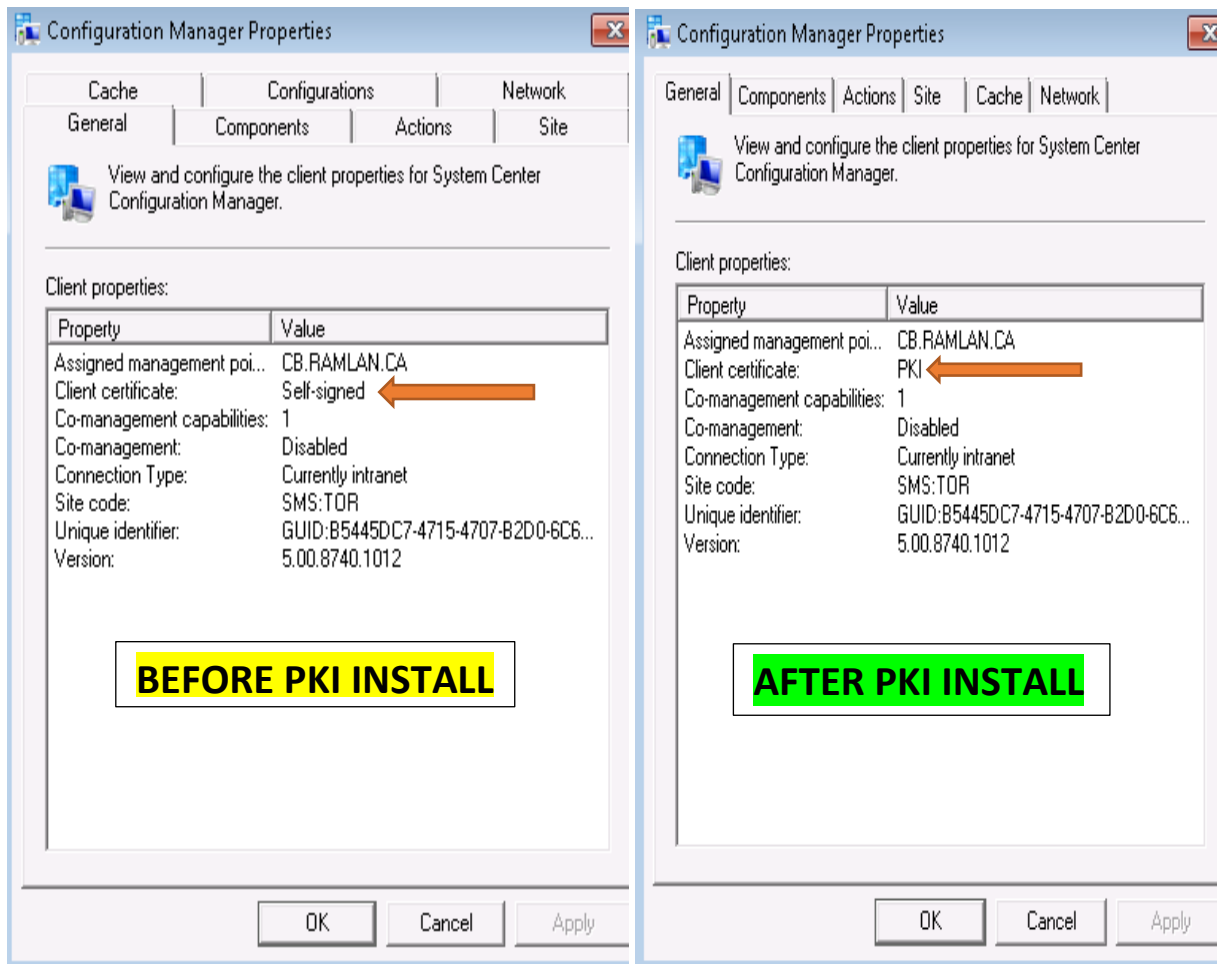 Configuration Manager Properties
Cache Configurations Network
General Components Actions Site
View and configure the client properties for System Center
Configuration Manager.
Client properties:
Property Value
Assigned management poi... CB.RAMLAN.CA
Client certificate: Self-signed
Co-management capabilities: 1
Co-management: Disabled
Connection Type: Currently intranet
Site code: SMS:TOR
Unique identifier: GUID:B5445DC7-4715-4707-B2D0-6C6...
Version: 5.00.8740.1012
BEFORE PKI INSTALL
OK Cancel Apply
Configuration Manager Properties
General Components Actions Site Cache Network
View and configure the client properties for System Center
Configuration Manager.
Client properties:
Property Value
Assigned management poi... CB.RAMLAN.CA
Client certificate: PKI
Co-management capabilities: 1
Co-management: Disabled
Connection Type: Currently intranet
Site code: SMS:TOR
Unique identifier: GUID:B5445DC7-4715-4707-B2D0-6C6...
Version: 5.00.8740.1012
AFTER PKI INSTALL
OK Cancel Apply